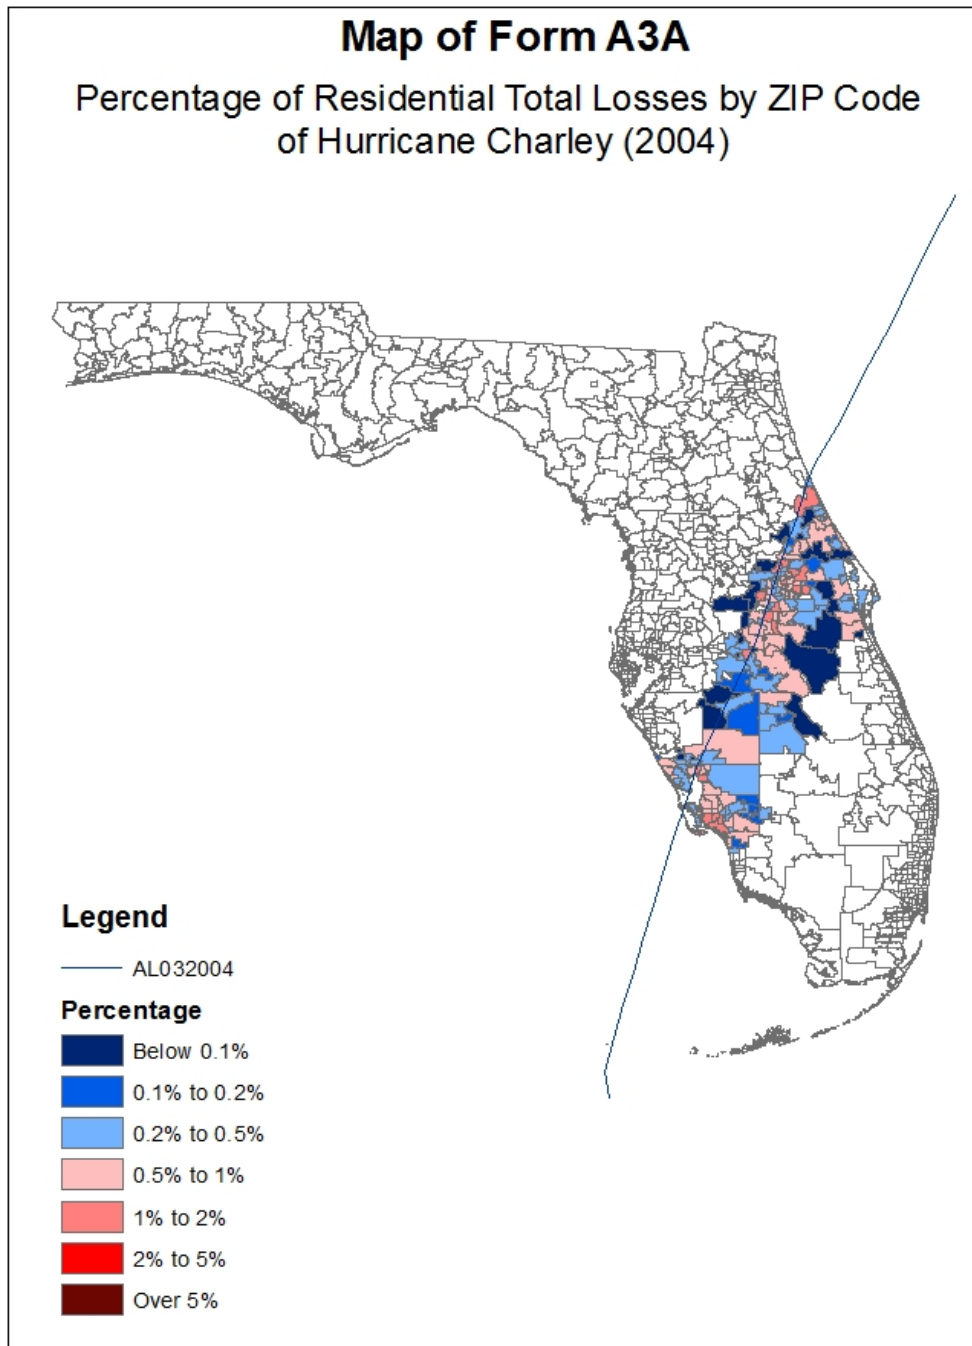 Map of Form A3A
Percentage of Residential Total Losses by ZIP Code
of Hurricane Charley (2004)
Legend
AL032004
Percentage
Below 0.1%
0.1% to 0.2%
0.2% to 0.5%
0.5% to 1%
1% to 2%
2% to 5%
Over 5%